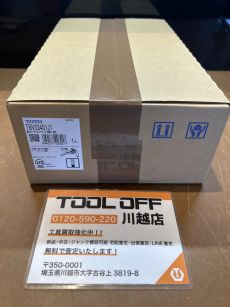 TOTO
TBV03401J1
TOOL OFF
0120-590-220 川越店
工具買取強化中！！
新品・中古・ジャンク買取可能 宅配査定・出張査定・LINE査定
無料で査定いたします！
〒350-0001
埼玉県川越市大字古谷上 3819-8